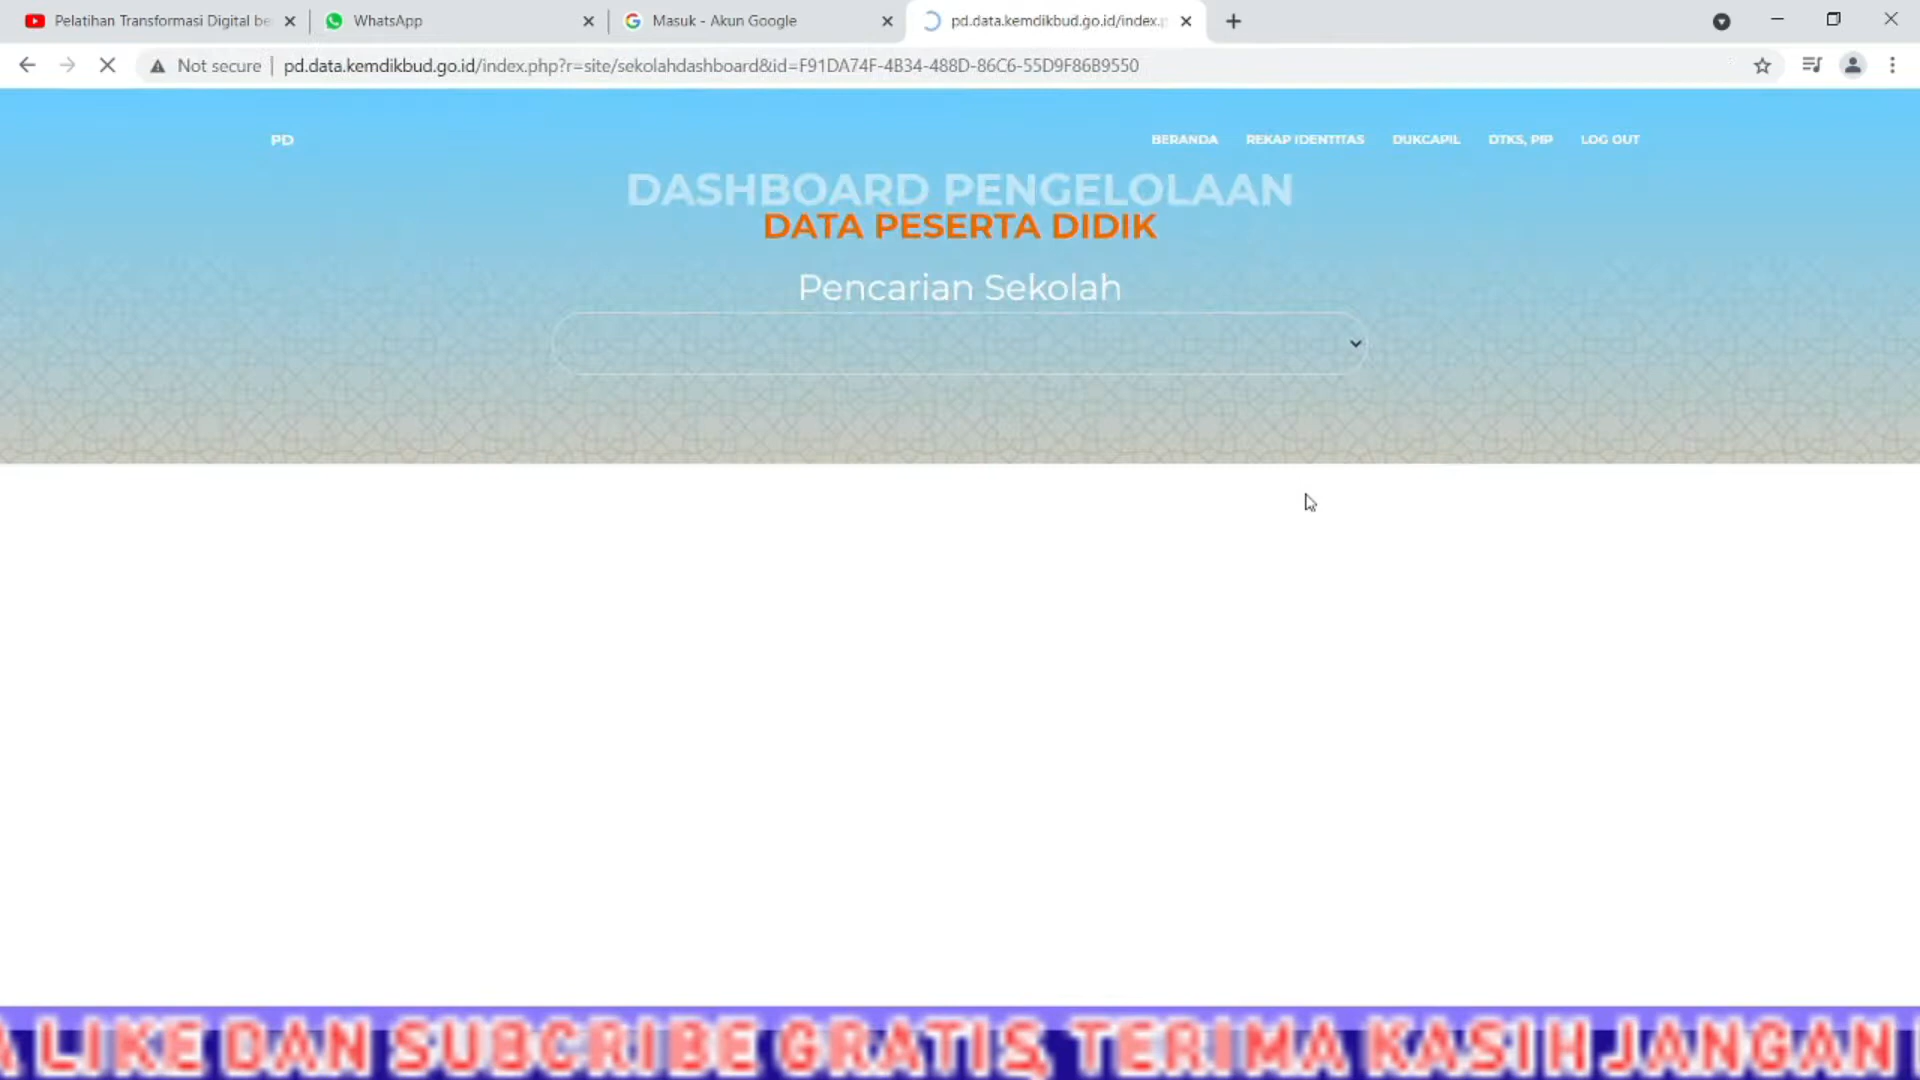 Pelatihan Transformasi Digital be
WhatsApp
Masuk - Akun Google
pd.data.kemdikbud.go.id/index.p
Not secure
pd.data.kemdikbud.go.id/index.php?r=site/sekolahdashboard&id=F91DA74F-4B34-488D-86C6-55D9F86B9550
PD
BERANDA
REKAP IDENTITAS
DUKCAPIL
DTKS, PIP
LOG OUT
DASHBOARD PENGELOLAAN
DATA PESERTA DIDIK
Pencarian Sekolah
A LIKE DAN SUBCRIBE GRATIS, TERIMA KASIH JANGAN